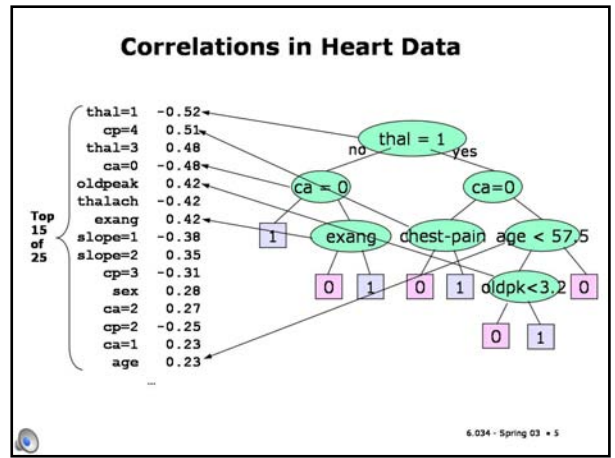 Correlations in Heart Data
Top
15
of
25
thal=1 -0.52
cp=4 0.51
thal=3 0.48
ca=0 -0.48
oldpeak 0.42
thalach -0.42
exang 0.42
slope=1 -0.38
slope=2 0.35
cp=3 -0.31
sex 0.28
ca=2 0.27
cp=2 -0.25
ca=1 0.23
age 0.23
...
thal = 1
no yes
ca = 0 ca=0
1 exang chest-pain age < 57.5
0 1 0 1 oldpk<3.2 0
0 1
6.034 - Spring 03 • 5